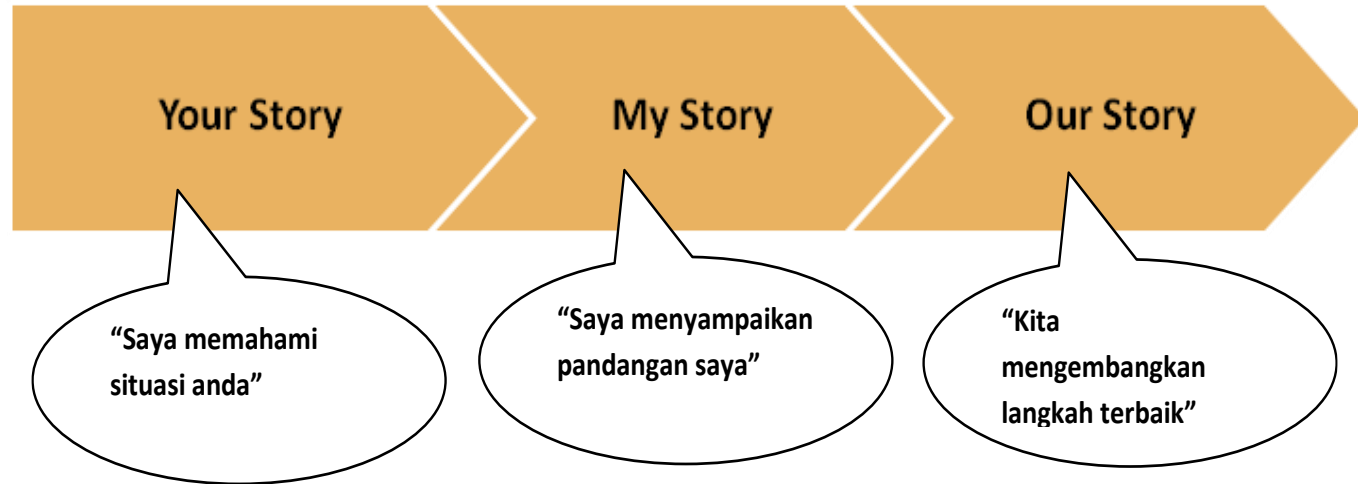 Your Story
My Story
Our Story
“Saya memahami
situasi anda”
“Saya menyampaikan
pandangan saya”
“Kita
mengembangkan
langkah terbaik”